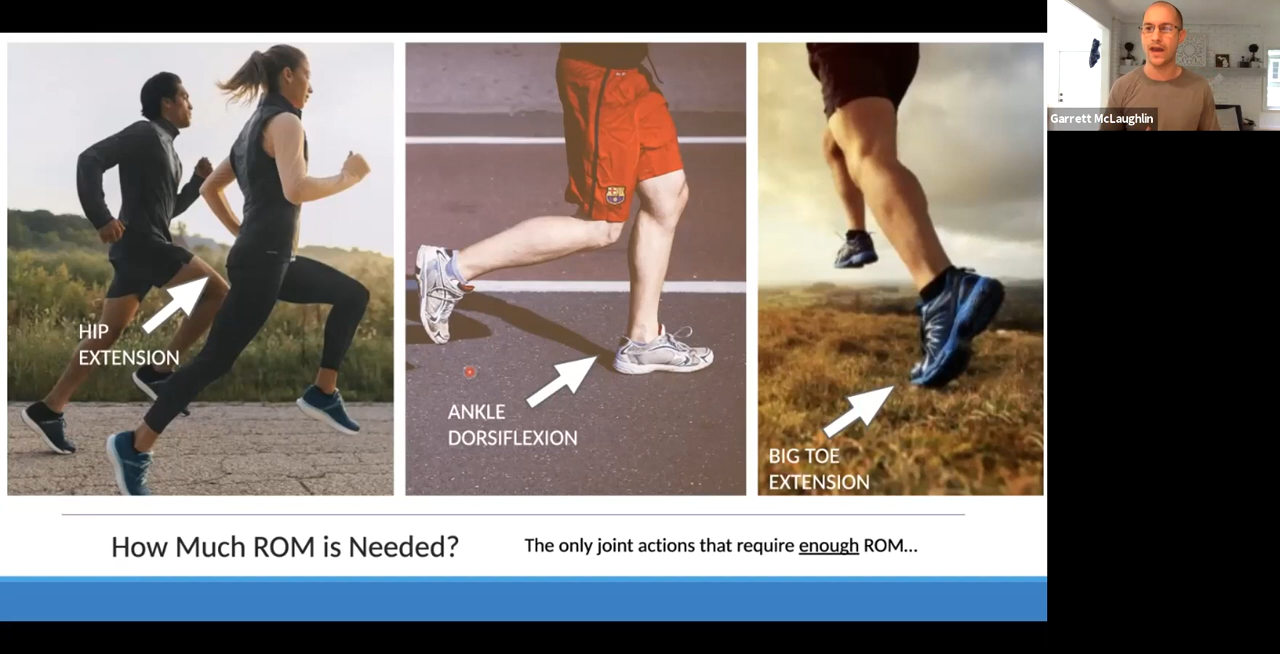 HIP
EXTENSION
ANKLE
DORSIFLEXION
BIG TOE
EXTENSION
How Much ROM is Needed?
The only joint actions that require enough ROM...
Garrett McLaughlin